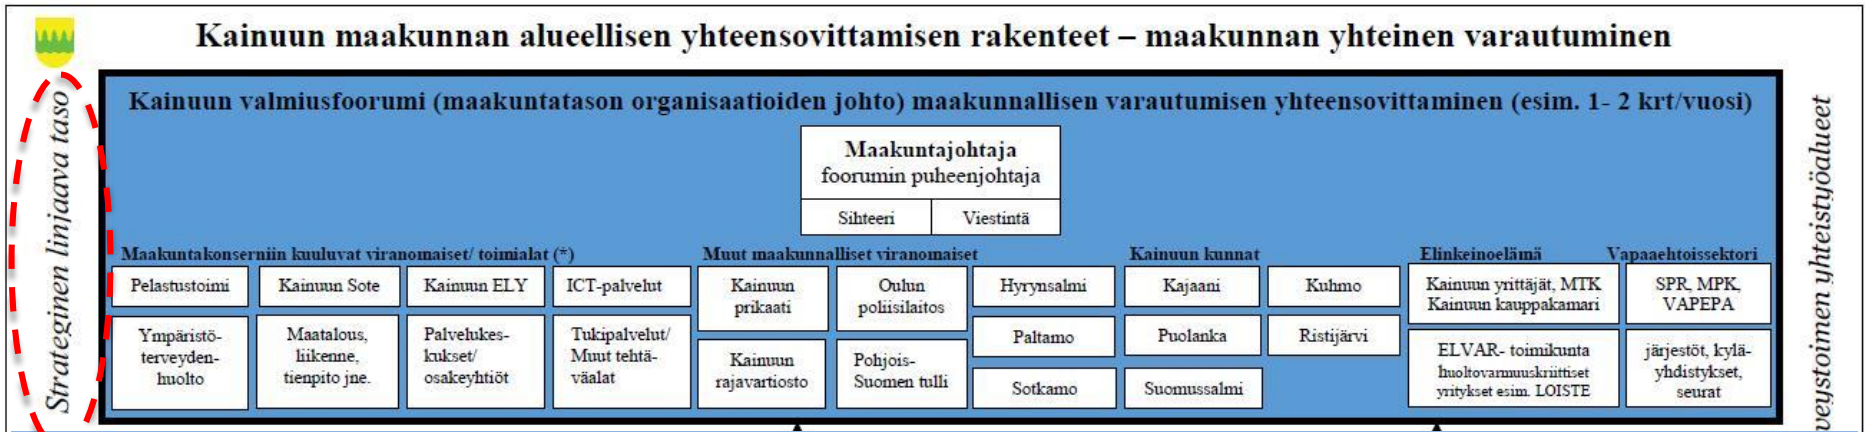 Kainuun maakunnan alueellisen yhteensovittamisen rakenteet – maakunnan yhteinen varautuminen
Strateginen linjaava taso
Kainuun valmiusfoorumi (maakuntatason organisaatioiden johto) maakunnallisen varautumisen yhteensovittaminen (esim. 1- 2 krt/vuosi)
Maakuntajohtaja
foorumin puheenjohtaja
Sihteeri
Viestintä
Maakuntakonserniin kuuluvat viranomaiset/ toimialat (*)
Pelastustoimi
Kainuun Sote
Kainuun ELY
ICT-palvelut
Ympäristö-
terveyden-
huolto
Maatalous,
liikenne,
tienpito jne.
Palvelukes-
kukset/
osakeyhtiöt
Tukipalvelut/
Muut tehtä-
väalat
Muut maakunnalliset viranomaiset
Kainuun
prikaati
Oulun
poliisilaitos
Kainuun
rajavartiosto
Pohjois-
Suomen tulli
Kainuun kunnat
Hyrynsalmi
Kajaani
Kuhmo
Paltamo
Puolanka
Ristijärvi
Sotkamo
Suomussalmi
Elinkeinoelämä
Kainuun yrittäjät, MTK
Kainuun kauppakamari
ELVAR- toimikunta
huoltovarmuuskriittiset
yritykset esim. LOISTE
Vapaaehtoissektori
SPR, MPK,
VAPEPA
järjestöt, kylä-
yhdistykset,
seurat
veystoimen yhteistyöalueet